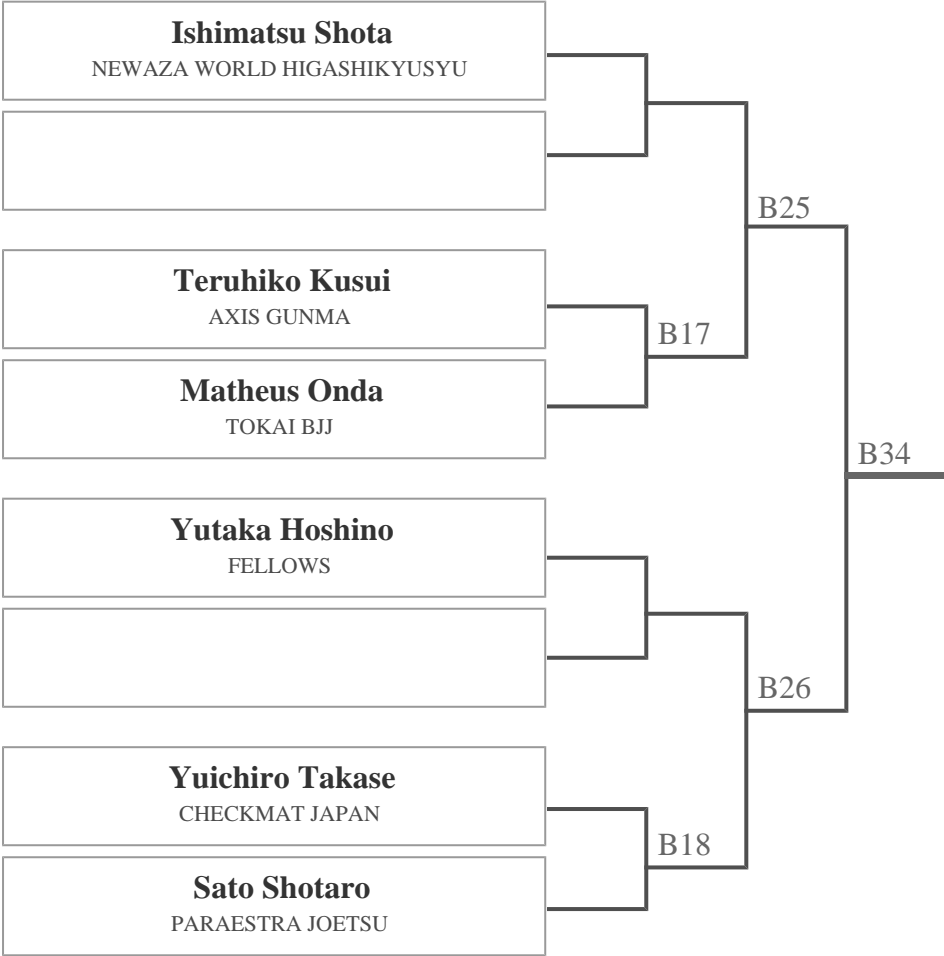 Ishimatsu Shota
NEWAZA WORLD HIGASHIKYUSYU
B25
Teruhiko Kusui
AXIS GUNMA
B17
Matheus Onda
TOKAI BJJ
B34
Yutaka Hoshino
FELLOWS
B26
Yuichiro Takase
CHECKMAT JAPAN
B18
Sato Shotaro
PARAESTRA JOETSU